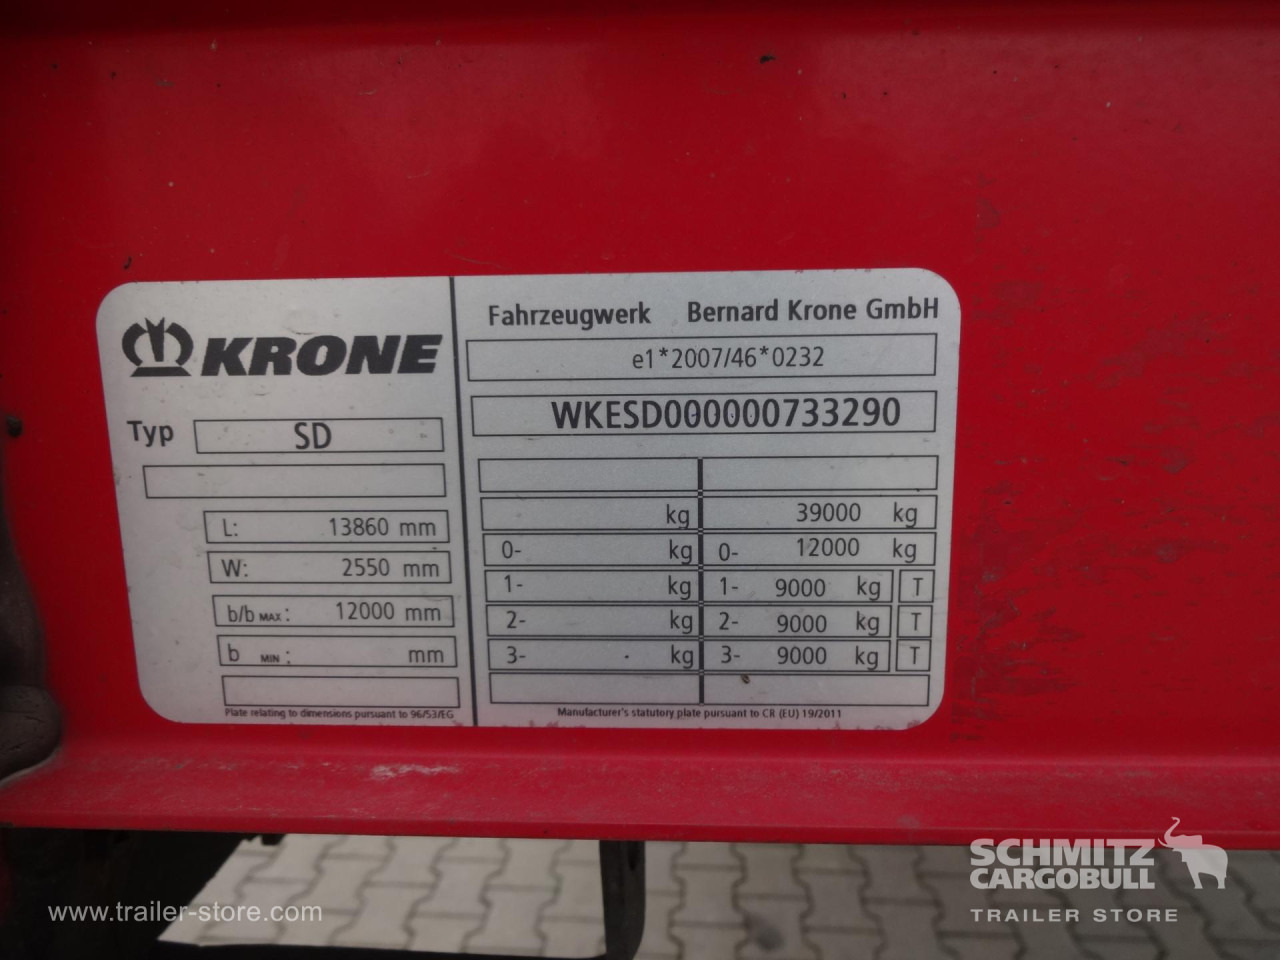 KRONE
Typ SD
L: 13860 mm
W: 2550 mm
b/b MAX: 12000 mm
b MIN: mm
Plate relating to dimensions pursuant to 96/53/EG
Fahrzeugwerk Bernard Krone GmbH
e1*2007/46*0232
WKESD000000733290
kg 39000 kg
0- kg 0- 12000 kg
1- kg 1- 9000 kg T
2- kg 2- 9000 kg T
3- kg 3- 9000 kg T
Manufacturer's statutory plate pursuant to CR (EU) 19/2011
www.trailer-store.com
SCHMITZ
CARGOBULL
TRAILER STORE